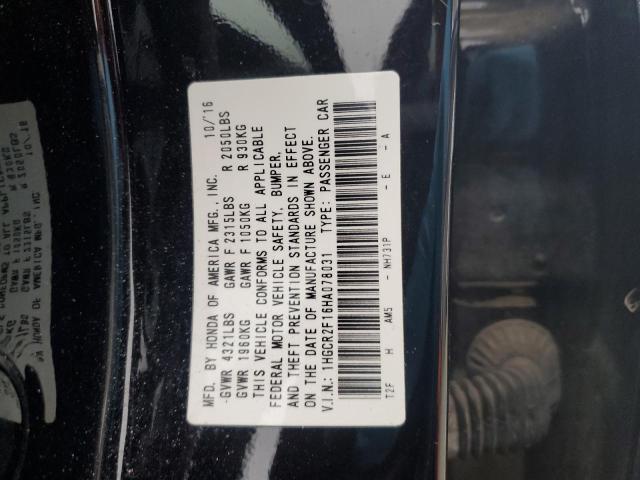 MFD. BY HONDA OF AMERICA MFG., INC. 10/'16
GVWR 4321LBS GAWR F 2315LBS R 2050LBS
GVWR 1960KG GAWR F 1050KG R 930KG
THIS VEHICLE CONFORMS TO ALL APPLICABLE
FEDERAL MOTOR VEHICLE SAFETY, BUMPER,
AND THEFT PREVENTION STANDARDS IN EFFECT
ON THE DATE OF MANUFACTURE SHOWN ABOVE.
V.I.N.: 1HGCR2F16HA078031 TYPE: PASSENGER CAR
T2F H AM5 - NH731P - E - A